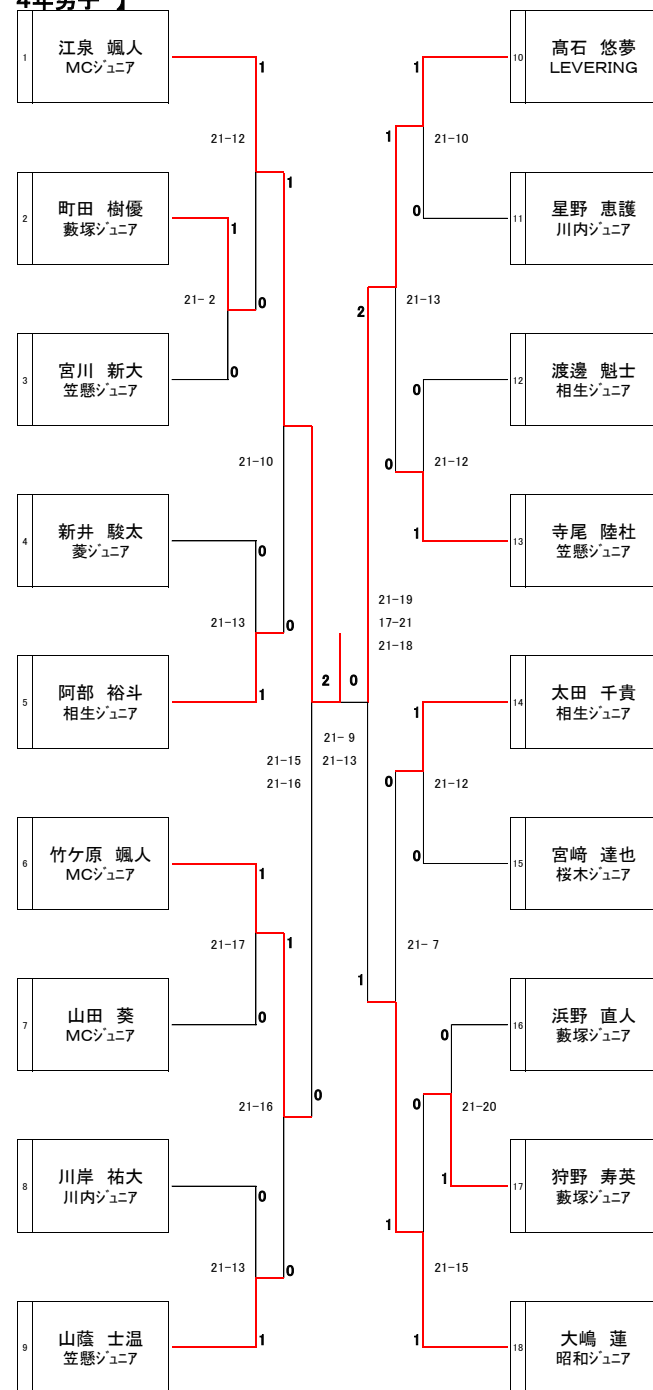 4年男子 】
1
江泉 颯人
MCジュニア
2
町田 樹優
藪塚ジュニア
3
宮川 新大
笠懸ジュニア
4
新井 駿太
菱ジュニア
5
阿部 裕斗
相生ジュニア
6
竹ケ原 颯人
MCジュニア
7
山田 葵
MCジュニア
8
川岸 祐大
川内ジュニア
9
山蔭 士温
笠懸ジュニア
1
21-12
1
1
21- 2
0
0
21-10
0
21-13
0
1
2
0
21- 9
21-13
21-15
21-16
1
21-17
1
0
0
21-16
0
21-13
0
1
1
1
21-10
0
2
21-13
0
0
21-12
1
21-19
17-21
21-18
1
0
21-12
0
21- 7
1
0
0
21-20
1
1
21-15
1
10
髙石 悠夢
LEVERING
11
星野 恵護
川内ジュニア
12
渡邊 魁士
相生ジュニア
13
寺尾 陸杜
笠懸ジュニア
14
太田 千貴
相生ジュニア
15
宮﨑 達也
桜木ジュニア
16
浜野 直人
藪塚ジュニア
17
狩野 寿英
藪塚ジュニア
18
大嶋 蓮
昭和ジュニア